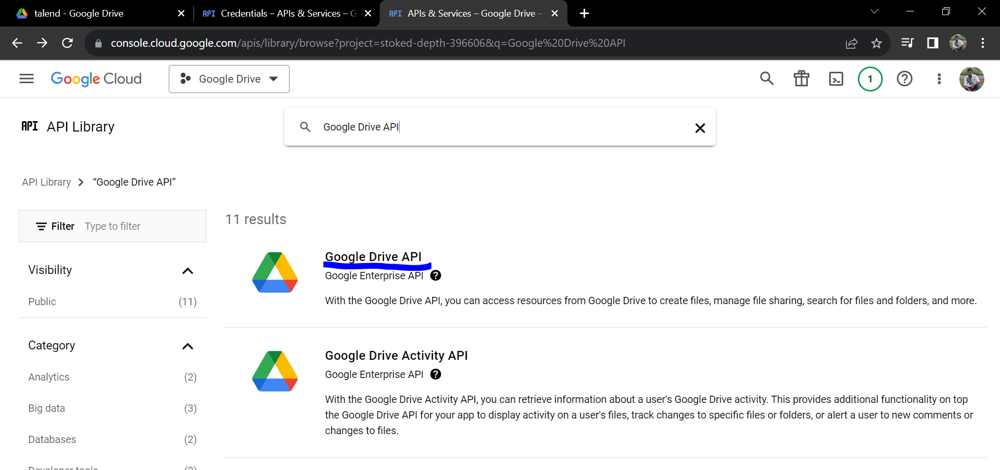 talend - Google Drive
API Credentials – APIs & Services – G
API APIs & Services – Google Drive –
console.cloud.google.com/apis/library/browse?project=stoked-depth-396606&q=Google%20Drive%20API
Google Cloud
Google Drive
1
API API Library
Google Drive API
API Library > “Google Drive API”
Filter Type to filter
11 results
Visibility
Public (11)
Category
Analytics (2)
Big data (3)
Databases (2)
Developer tools
Google Drive API
Google Enterprise API
With the Google Drive API, you can access resources from Google Drive to create files, manage file sharing, search for files and folders, and more.
Google Drive Activity API
Google Enterprise API
With the Google Drive Activity API, you can retrieve information about a user's Google Drive activity. This provides additional functionality on top
the Google Drive API for your app to display activity on a user's files, track changes to specific files or folders, or alert a user to new comments or
changes to files.